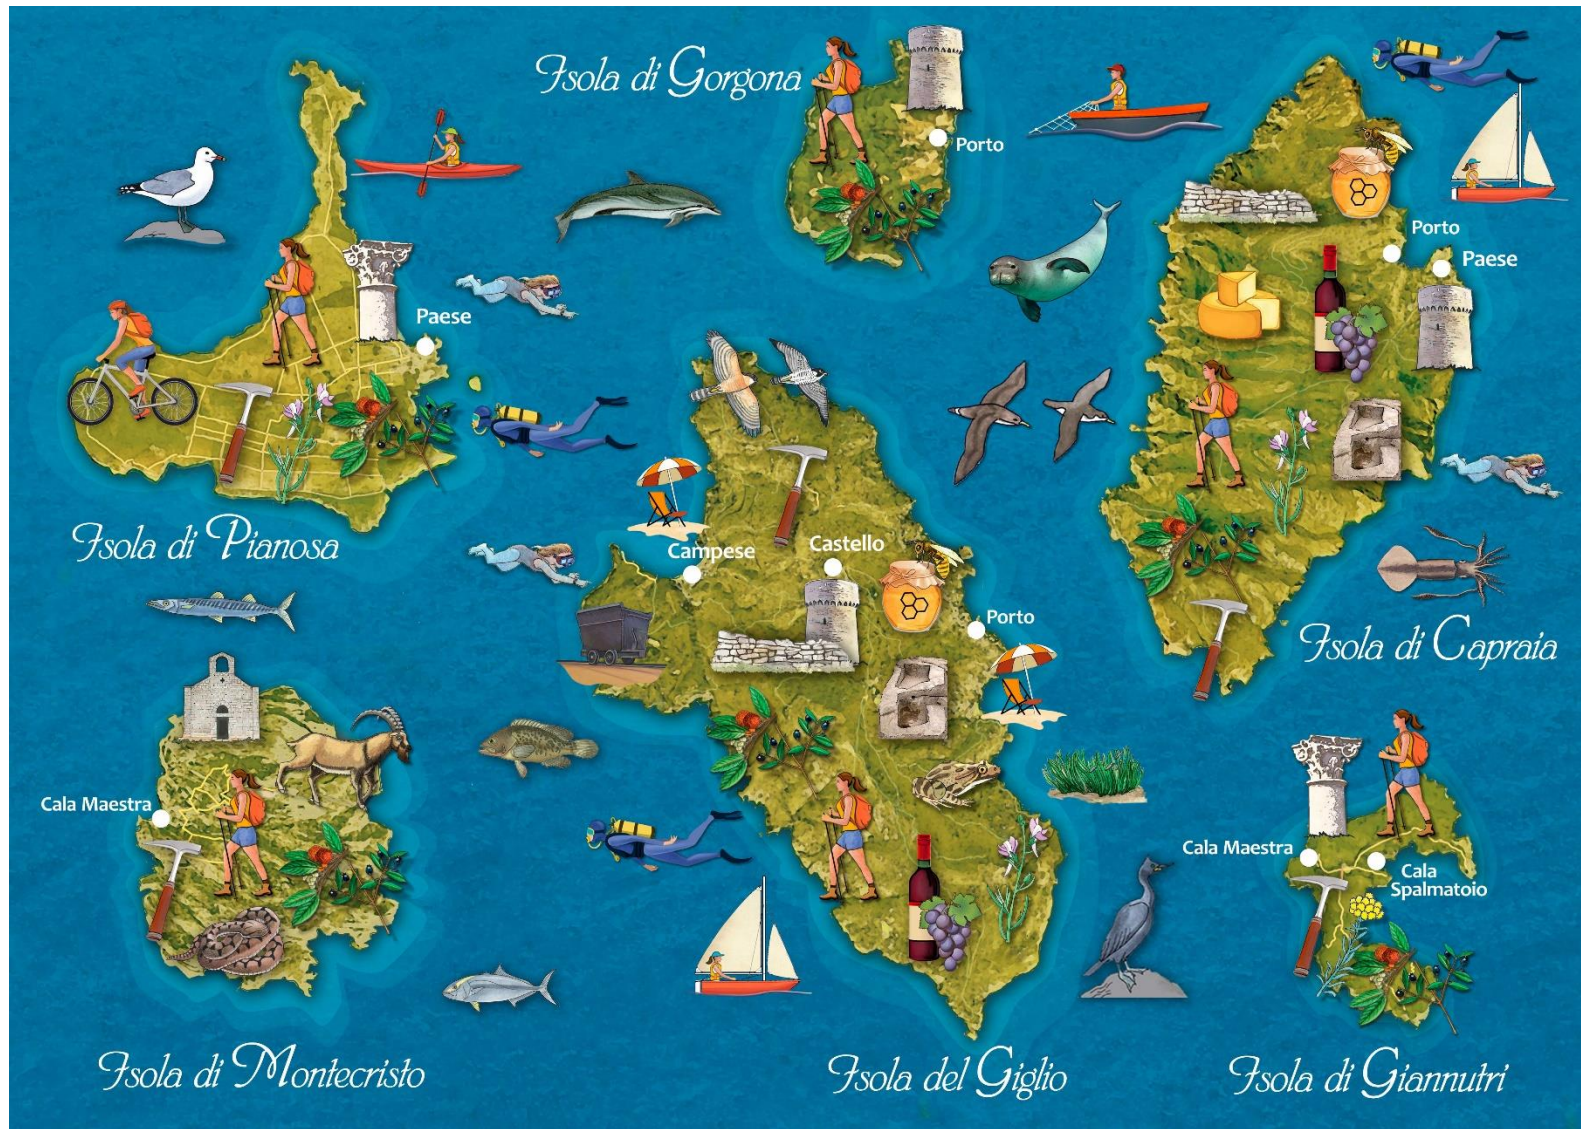 Isola di Gorgona
Porto
Porto
Paese
Paese
Isola di Pianosa
Campese
Castello
Porto
Isola di Capraia
Cala Maestra
Cala Maestra
Cala
Spalmatoio
Isola di Montecristo
Isola del Giglio
Isola di Giannutri